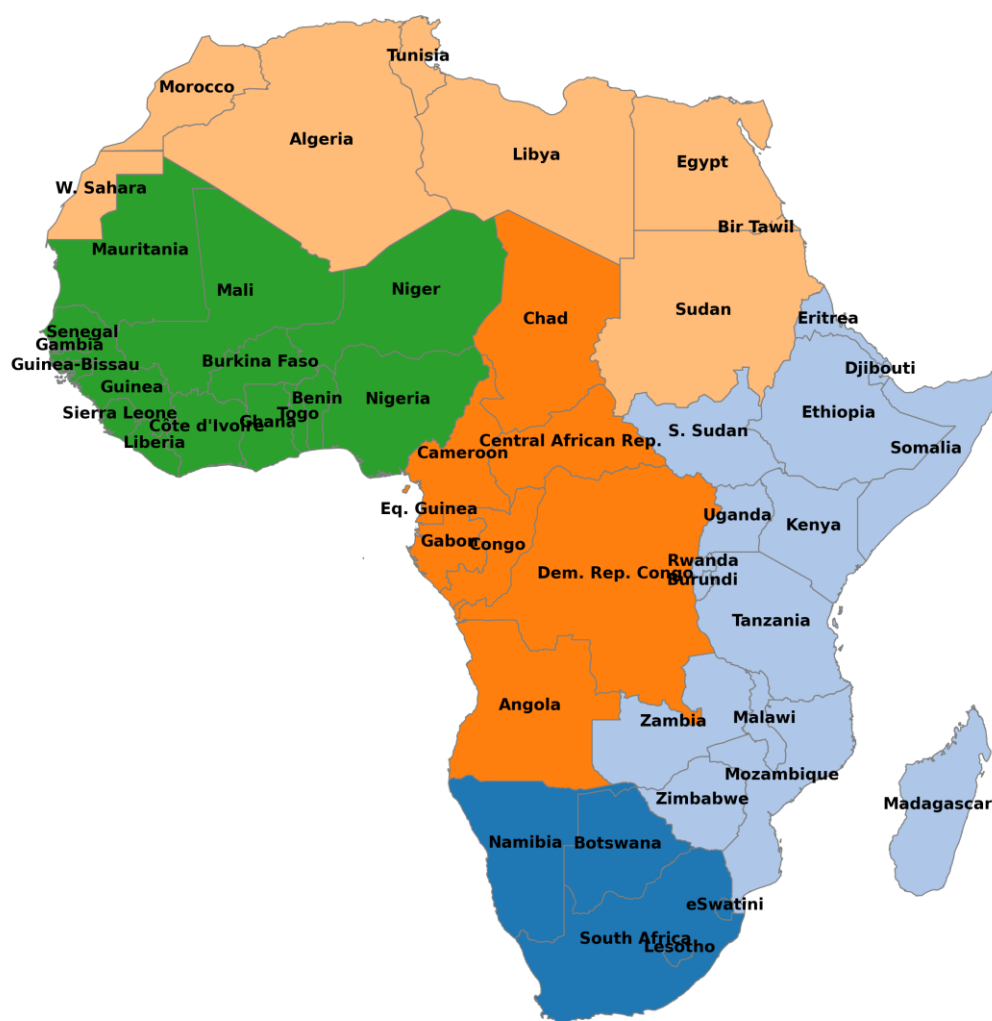 Tunisia
Morocco
Algeria
Libya
Egypt
W. Sahara
Bir Tawil
Mauritania
Mali
Niger
Chad
Sudan
Eritrea
Senegal
Gambia
Guinea-Bissau
Burkina Faso
Djibouti
Guinea
Benin
Nigeria
Ethiopia
Sierra Leone
Togo
Côte d'Ivoire
Ghana
Liberia
S. Sudan
Central African Rep.
Somalia
Cameroon
Eq. Guinea
Uganda
Kenya
Gabon
Congo
Rwanda
Dem. Rep. Congo
Burundi
Tanzania
Angola
Zambia
Malawi
Mozambique
Zimbabwe
Madagascar
Namibia
Botswana
eSwatini
South Africa
Lesotho